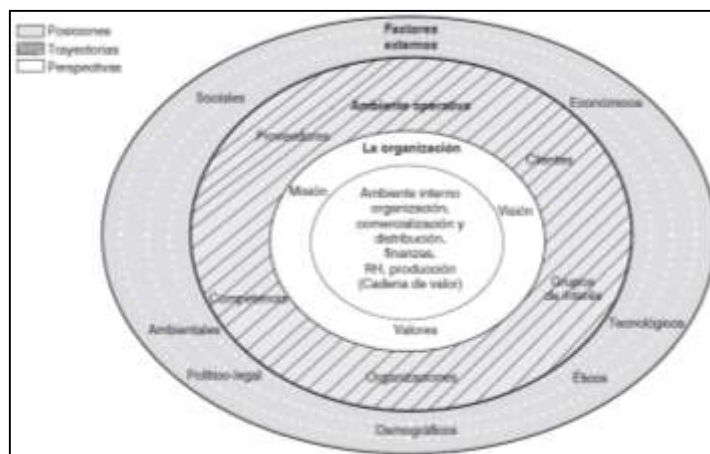 Posiciones
Trayectorias
Perspectivas
Factores
externos
Sociales
Económicos
Ambiente operativo
Proveedores
La organización
Clientes
Misión
Visión
Ambiente interno
organización,
comercialización y
distribución,
finanzas,
RH, producción
(Cadena de valor)
Competencia
Grupos
de interés
Ambientales
Valores
Tecnológicos
Político-legal
Organizaciones
Éticos
Demográficos